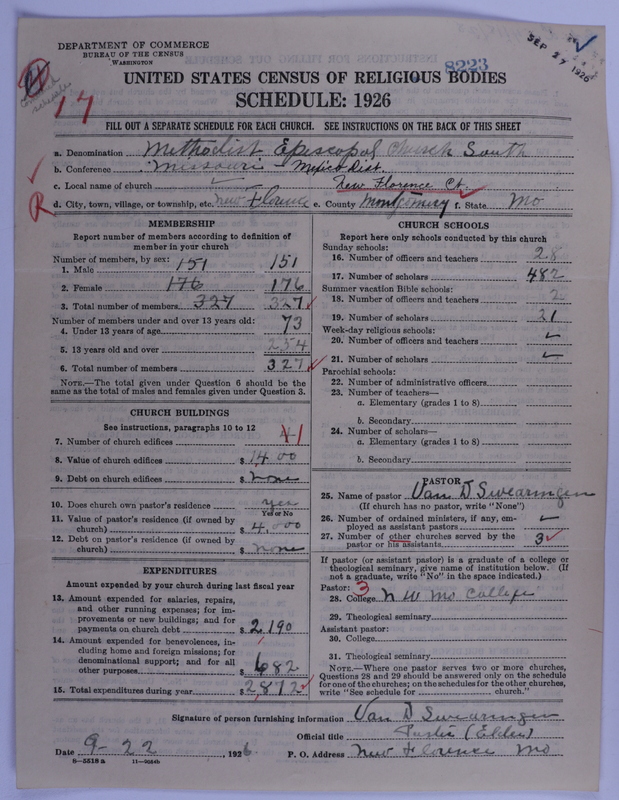 DEPARTMENT OF COMMERCE
BUREAU OF THE CENSUS
WASHINGTON
8223
SEP 27 1926
UNITED STATES CENSUS OF RELIGIOUS BODIES
SCHEDULE: 1926
17
FILL OUT A SEPARATE SCHEDULE FOR EACH CHURCH. SEE INSTRUCTIONS ON THE BACK OF THIS SHEET
a. Denomination Methodist Episcopal Church South
b. Conference Missouri - Mexico Dist.
c. Local name of church New Florence Ct.
R
d. City, town, village, or township, etc. New Florence e. County Montgomery f. State Mo
MEMBERSHIP
Report number of members according to definition of
member in your church
Number of members, by sex:
1. Male 151 151
2. Female 176 176
3. Total number of members 327 327
Number of members under and over 13 years old:
4. Under 13 years of age 73
5. 13 years old and over 254
6. Total number of members 327
NOTE.—The total given under Question 6 should be the
same as the total of males and females given under Question 3.
CHURCH BUILDINGS
See instructions, paragraphs 10 to 12
7. Number of church edifices 1
8. Value of church edifices $ 14 00
9. Debt on church edifices $ None
10. Does church own pastor's residence yes
Yes or No
11. Value of pastor's residence (if owned by
church) $ 4,000
12. Debt on pastor's residence (if owned by
church) $ none
EXPENDITURES
Amount expended by your church during last fiscal year
13. Amount expended for salaries, repairs,
and other running expenses; for im-
provements or new buildings; and for
payments on church debt $ 2190
14. Amount expended for benevolences, in-
cluding home and foreign missions; for
denominational support; and for all
other purposes $ 682
15. Total expenditures during year $ 2,872
CHURCH SCHOOLS
Report here only schools conducted by this church
Sunday schools:
16. Number of officers and teachers 28
17. Number of scholars 482
Summer vacation Bible schools:
18. Number of officers and teachers 2
19. Number of scholars 21
Week-day religious schools:
20. Number of officers and teachers
21. Number of scholars
Parochial schools:
22. Number of administrative officers
23. Number of teachers—
a. Elementary (grades 1 to 8)
b. Secondary
24. Number of scholars—
a. Elementary (grades 1 to 8)
b. Secondary
PASTOR
25. Name of pastor Van D Swearingen
(If church has no pastor, write "None")
26. Number of ordained ministers, if any, em-
ployed as assistant pastors
27. Number of other churches served by the
pastor or his assistants 3
If pastor (or assistant pastor) is a graduate of a college or
theological seminary, give name of institution below. (If
not a graduate, write "No" in the space indicated.)
Pastor: 3
28. College N W Mo College
29. Theological seminary
Assistant pastor:
30. College
31. Theological seminary
NOTE.—Where one pastor serves two or more churches,
Questions 28 and 29 should be answered only on the schedule
for one of the churches; on the schedules for the other churches,
write "See schedule for church."
Signature of person furnishing information Van D Swearingen
Official title Pastor (Elder)
Date 9-22, 1926 P. O. Address New Florence Mo
8—5518 a 11—9054b